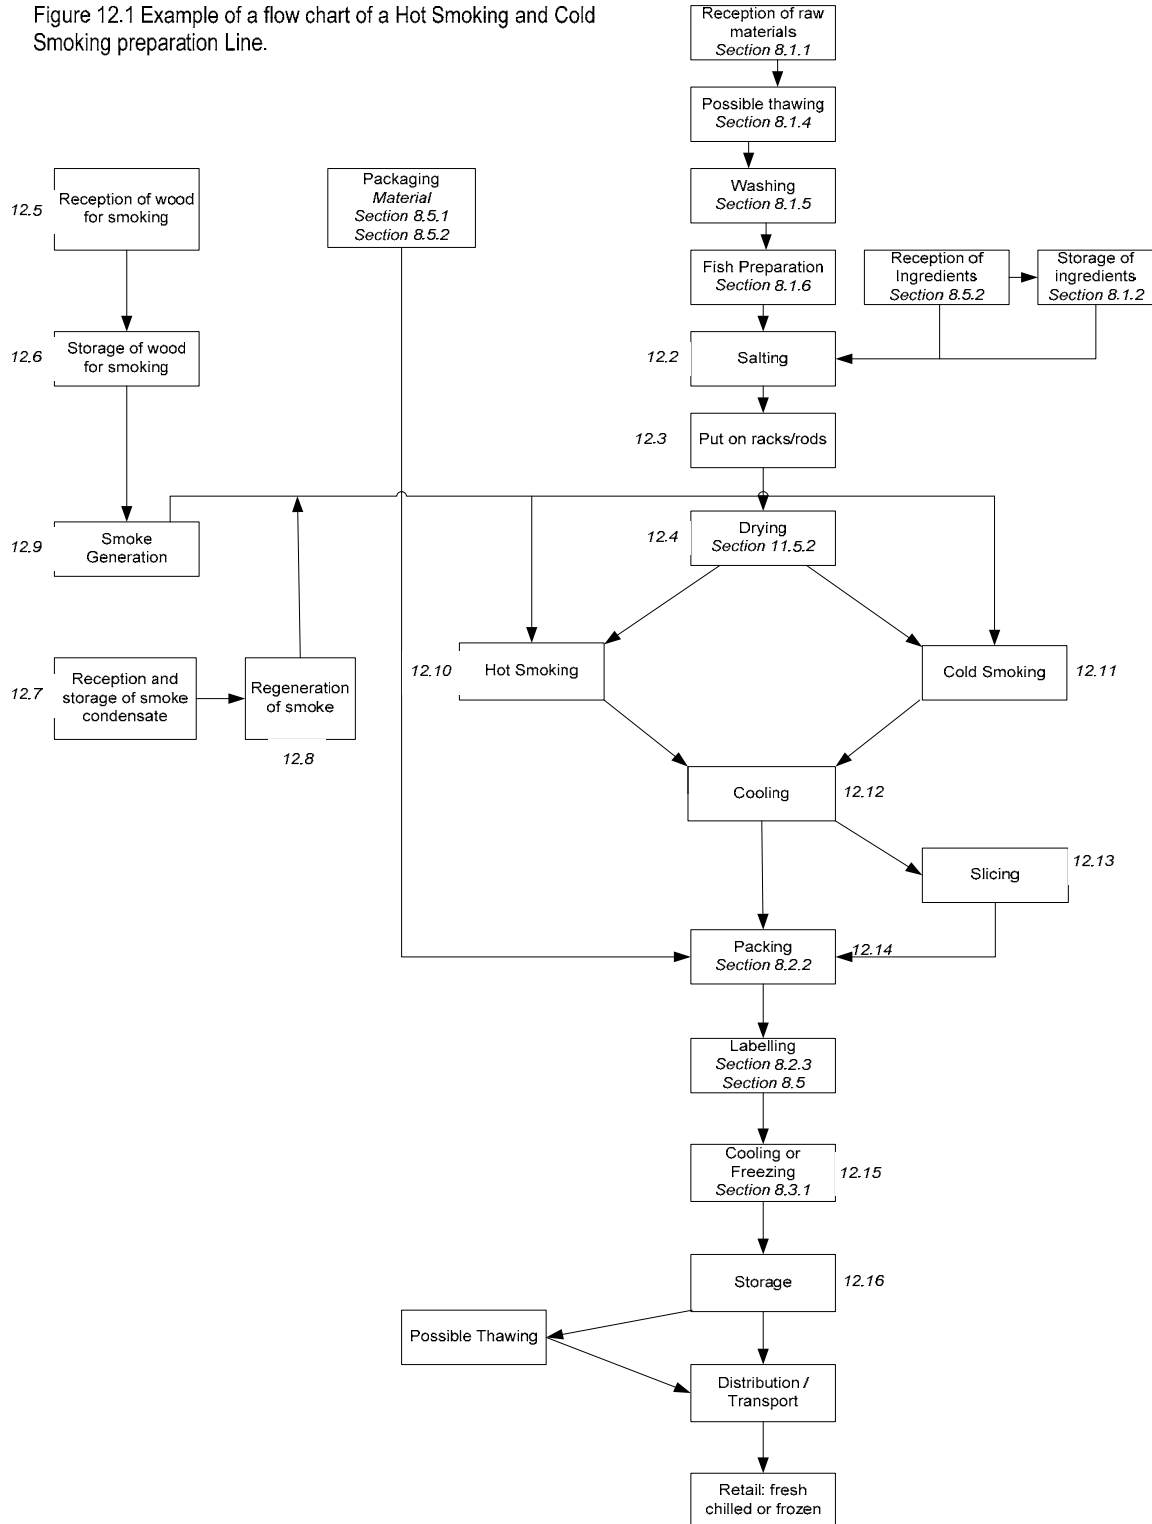 Figure 12.1 Example of a flow chart of a Hot Smoking and Cold
Smoking preparation Line.
Reception of raw
materials
Section 8.1.1
Possible thawing
Section 8.1.4
Washing
Section 8.1.5
Fish Preparation
Section 8.1.6
Reception of
Ingredients
Section 8.5.2
Storage of
ingredients
Section 8.1.2
12.5
Reception of wood
for smoking
Packaging
Material
Section 8.5.1
Section 8.5.2
12.6
Storage of wood
for smoking
12.2
Salting
12.3
Put on racks/rods
12.9
Smoke
Generation
12.4
Drying
Section 11.5.2
12.7
Reception and
storage of smoke
condensate
Regeneration
of smoke
12.8
12.10
Hot Smoking
Cold Smoking
12.11
Cooling
12.12
Slicing
12.13
Packing
Section 8.2.2
12.14
Labelling
Section 8.2.3
Section 8.5
Cooling or
Freezing
Section 8.3.1
12.15
Storage
12.16
Possible Thawing
Distribution /
Transport
Retail: fresh
chilled or frozen